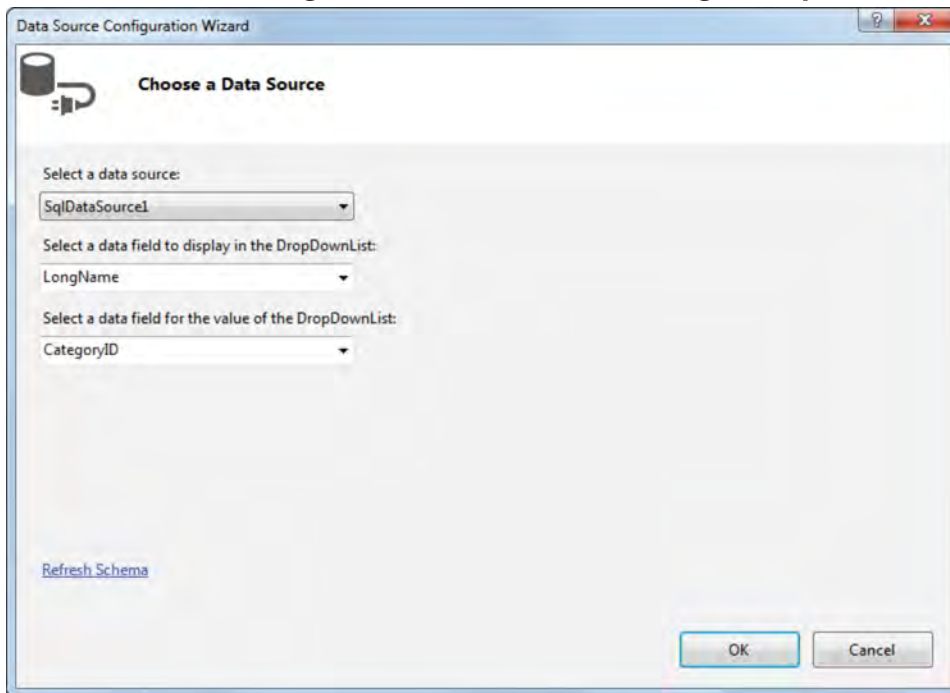 Data Source Configuration Wizard
Choose a Data Source
Select a data source:
SqlDataSource1
Select a data field to display in the DropDownList:
LongName
Select a data field for the value of the DropDownList:
CategoryID
Refresh Schema
OK Cancel